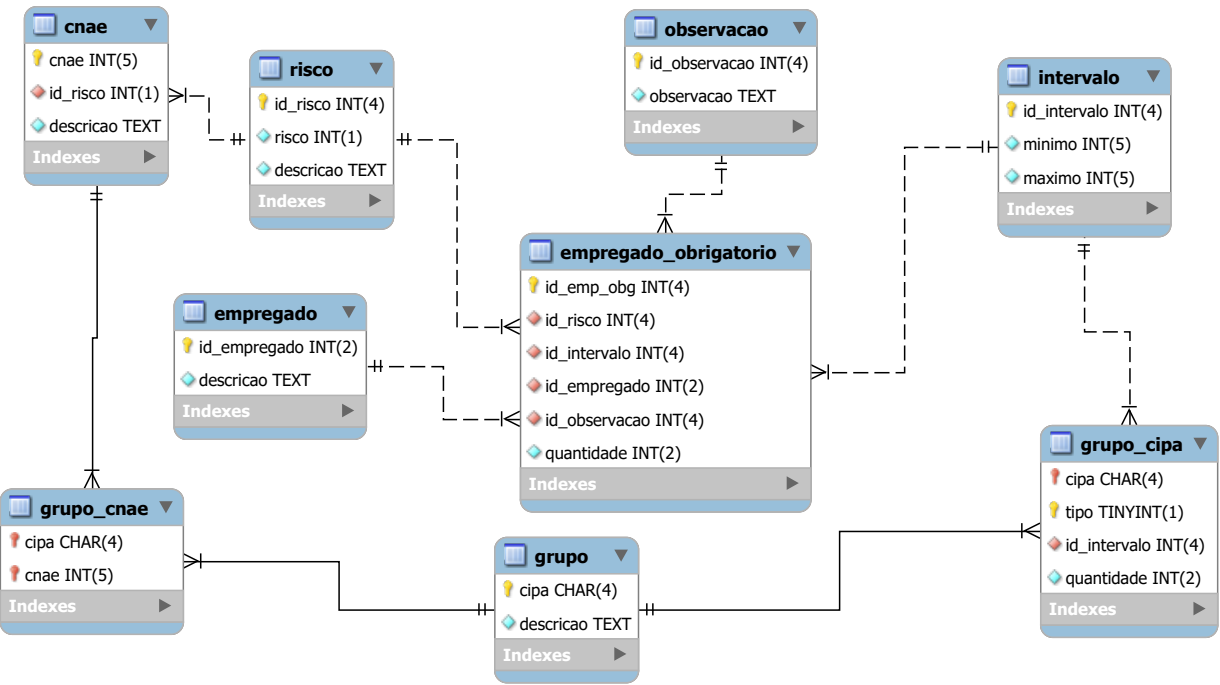 cnae
cnae INT(5)
id_risco INT(1)
descricao TEXT
Indexes
risco
id_risco INT(4)
risco INT(1)
descricao TEXT
Indexes
observacao
id_observacao INT(4)
observacao TEXT
Indexes
intervalo
id_intervalo INT(4)
minimo INT(5)
maximo INT(5)
Indexes
empregado
id_empregado INT(2)
descricao TEXT
Indexes
empregado_obrigatorio
id_emp_obg INT(4)
id_risco INT(4)
id_intervalo INT(4)
id_empregado INT(2)
id_observacao INT(4)
quantidade INT(2)
Indexes
grupo_cnae
cipa CHAR(4)
cnae INT(5)
Indexes
grupo
cipa CHAR(4)
descricao TEXT
Indexes
grupo_cipa
cipa CHAR(4)
tipo TINYINT(1)
id_intervalo INT(4)
quantidade INT(2)
Indexes